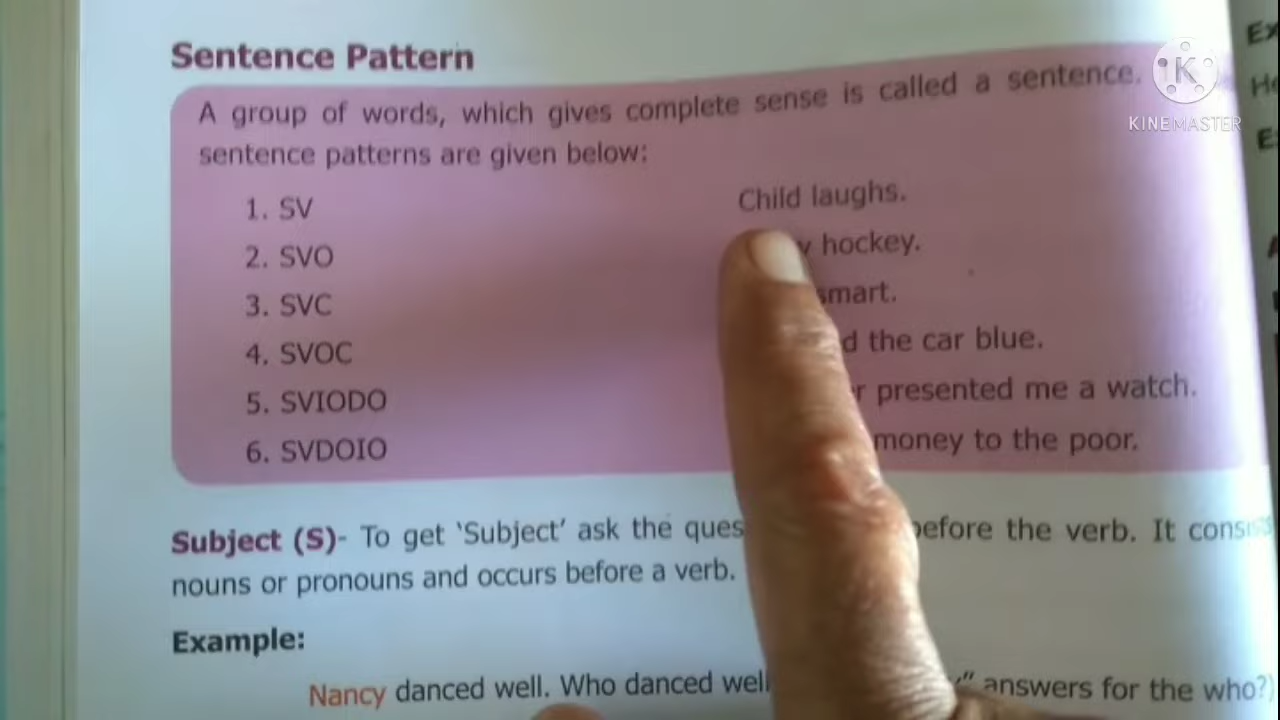 Sentence Pattern
A group of words, which gives complete sense is called a sentence.
sentence patterns are given below:
1. SV Child laughs.
2. SVO hockey.
3. SVC smart.
4. SVOC the car blue.
5. SVIODO presented me a watch.
6. SVDOIO money to the poor.
Subject (S)- To get ‘Subject’ ask the before the verb. It
nouns or pronouns and occurs before a verb.
Example:
Nancy danced well. Who danced well ” answers for the who?)
K
KINEMASTER